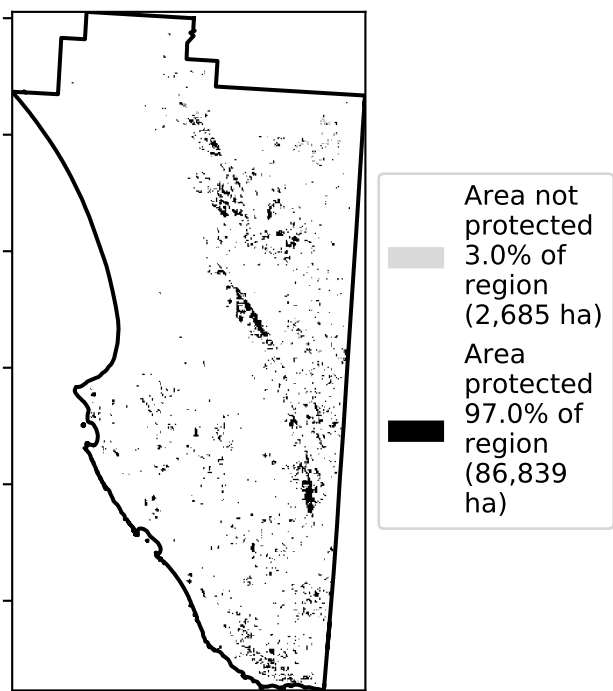 Area not
protected
3.0% of
region
(2,685 ha)
Area
protected
97.0% of
region
(86,839
ha)